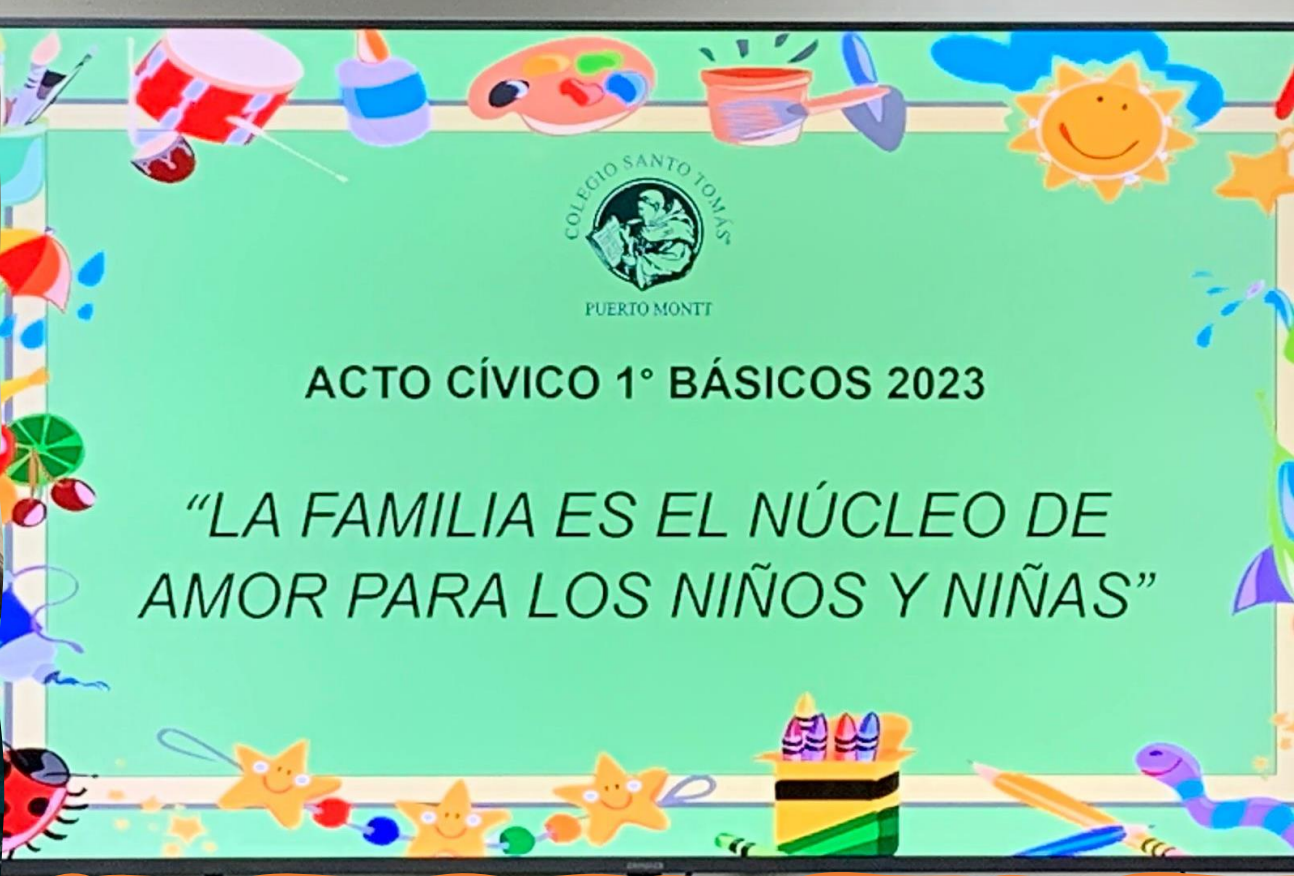 COLEGIO SANTO TOMÁS
PUERTO MONTT
ACTO CÍVICO 1° BÁSICOS 2023
“LA FAMILIA ES EL NÚCLEO DE
AMOR PARA LOS NIÑOS Y NIÑAS”